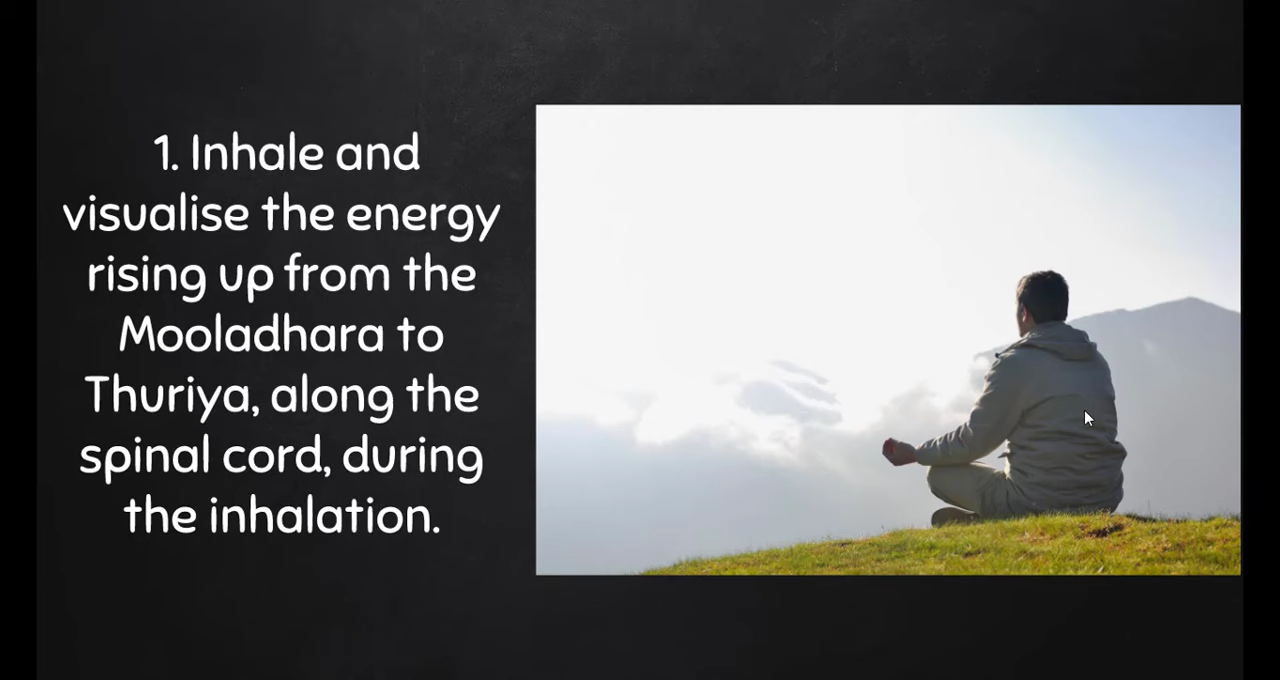 1. Inhale and
visualise the energy
rising up from the
Mooladhara to
Thuriya, along the
spinal cord, during
the inhalation.